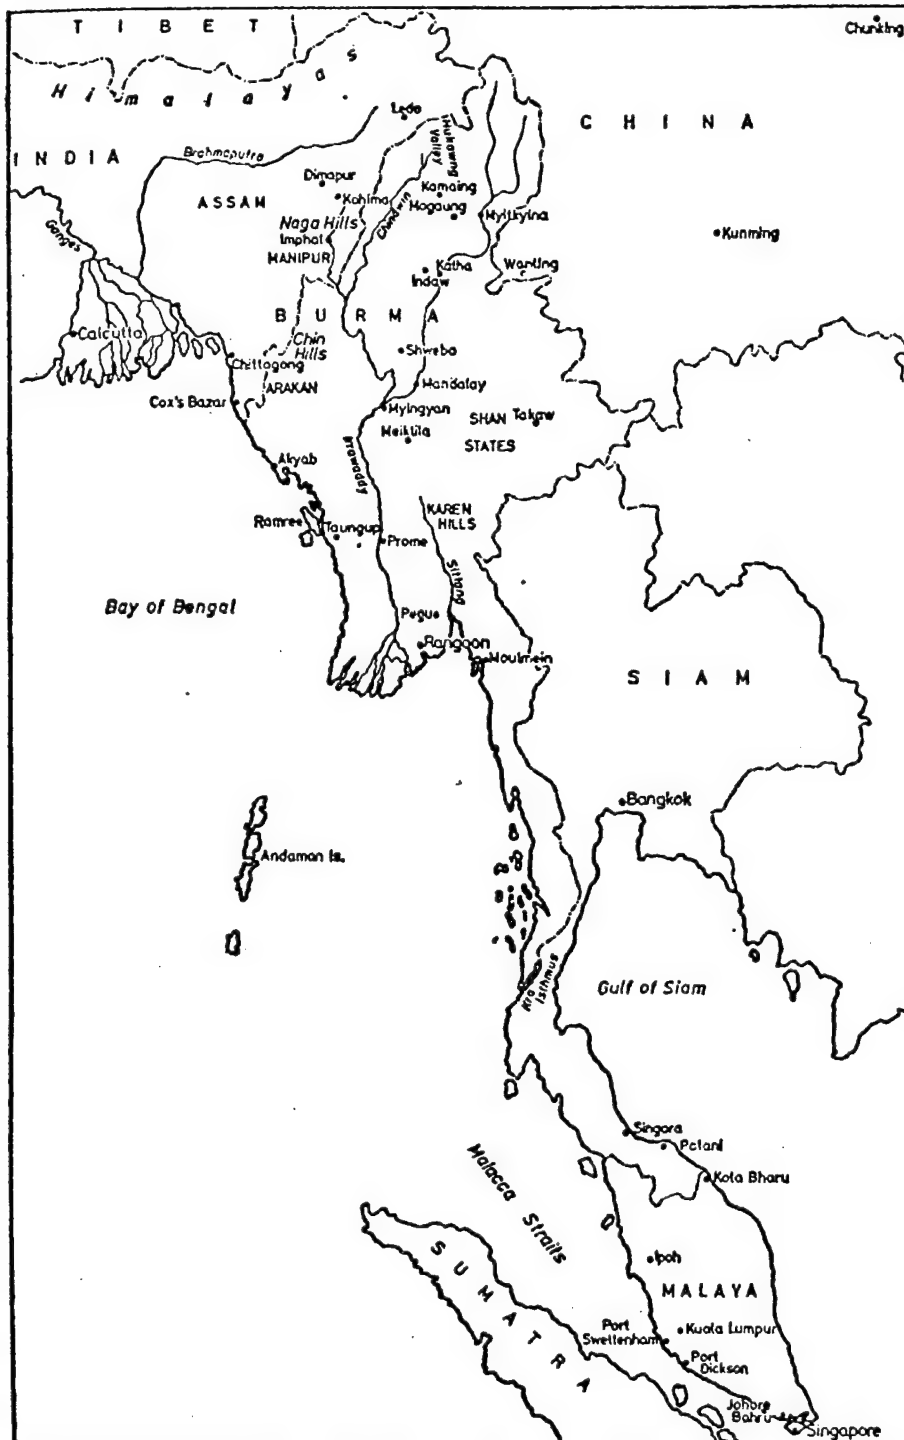 TIBET
Chunking
Himalayas
Ledo
CHINA
Hukawng
Valley
INDIA
Brahmaputra
Dimapur
Kamaing
ASSAM
Kohima
Mogaung
Chindwin
Myitkyina
Ganges
Naga Hills
Kunming
Imphal
MANIPUR
Katha
Wanting
Indaw
BURMA
Calcutta
Chin
Hills
Shwebo
Chittagong
ARAKAN
Mandalay
Cox's Bazar
Myingyan
SHAN
STATES
Takaw
Meiktila
Irrawaddy
Akyab
KAREN
HILLS
Ramree
Taungup
Prome
Sittang
Bay of Bengal
Pegu
Rangoon
Moulmein
SIAM
Bangkok
Andaman Is.
Kra
Isthmus
Gulf of Siam
Singora
Patani
Malacca Straits
Kota Bharu
SUMATRA
Ipoh
MALAYA
Port
Swettenham
Kuala Lumpur
Port
Dickson
Johore
Bahru
Singapore